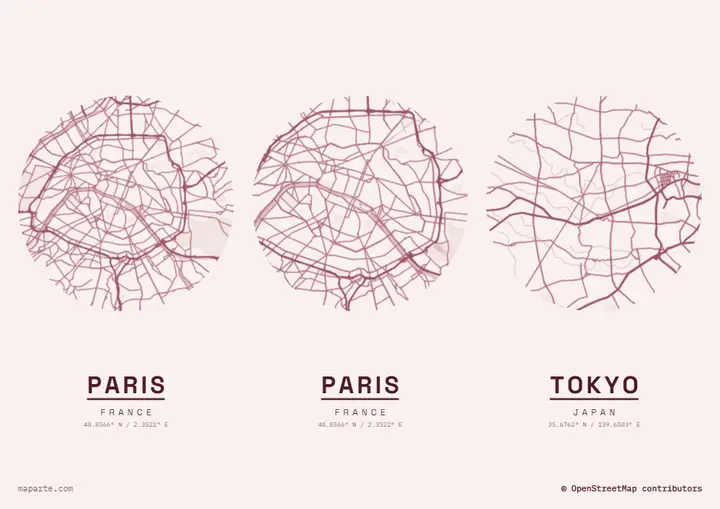 PARIS
FRANCE
48.8566° N / 2.3522° E
PARIS
FRANCE
48.8566° N / 2.3522° E
TOKYO
JAPAN
35.6762° N / 139.6503° E
maparte.com
© OpenStreetMap contributors